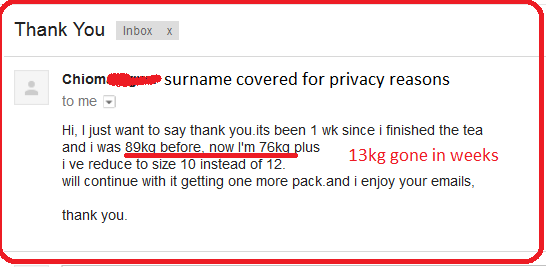 Thank You Inbox x
Chiom surname covered for privacy reasons
to me
Hi, I just want to say thank you.its been 1 wk since i finished the tea
and i was 89kg before, now I'm 76kg plus
i ve reduce to size 10 instead of 12. 13kg gone in weeks
will continue with it getting one more pack.and i enjoy your emails,
thank you.